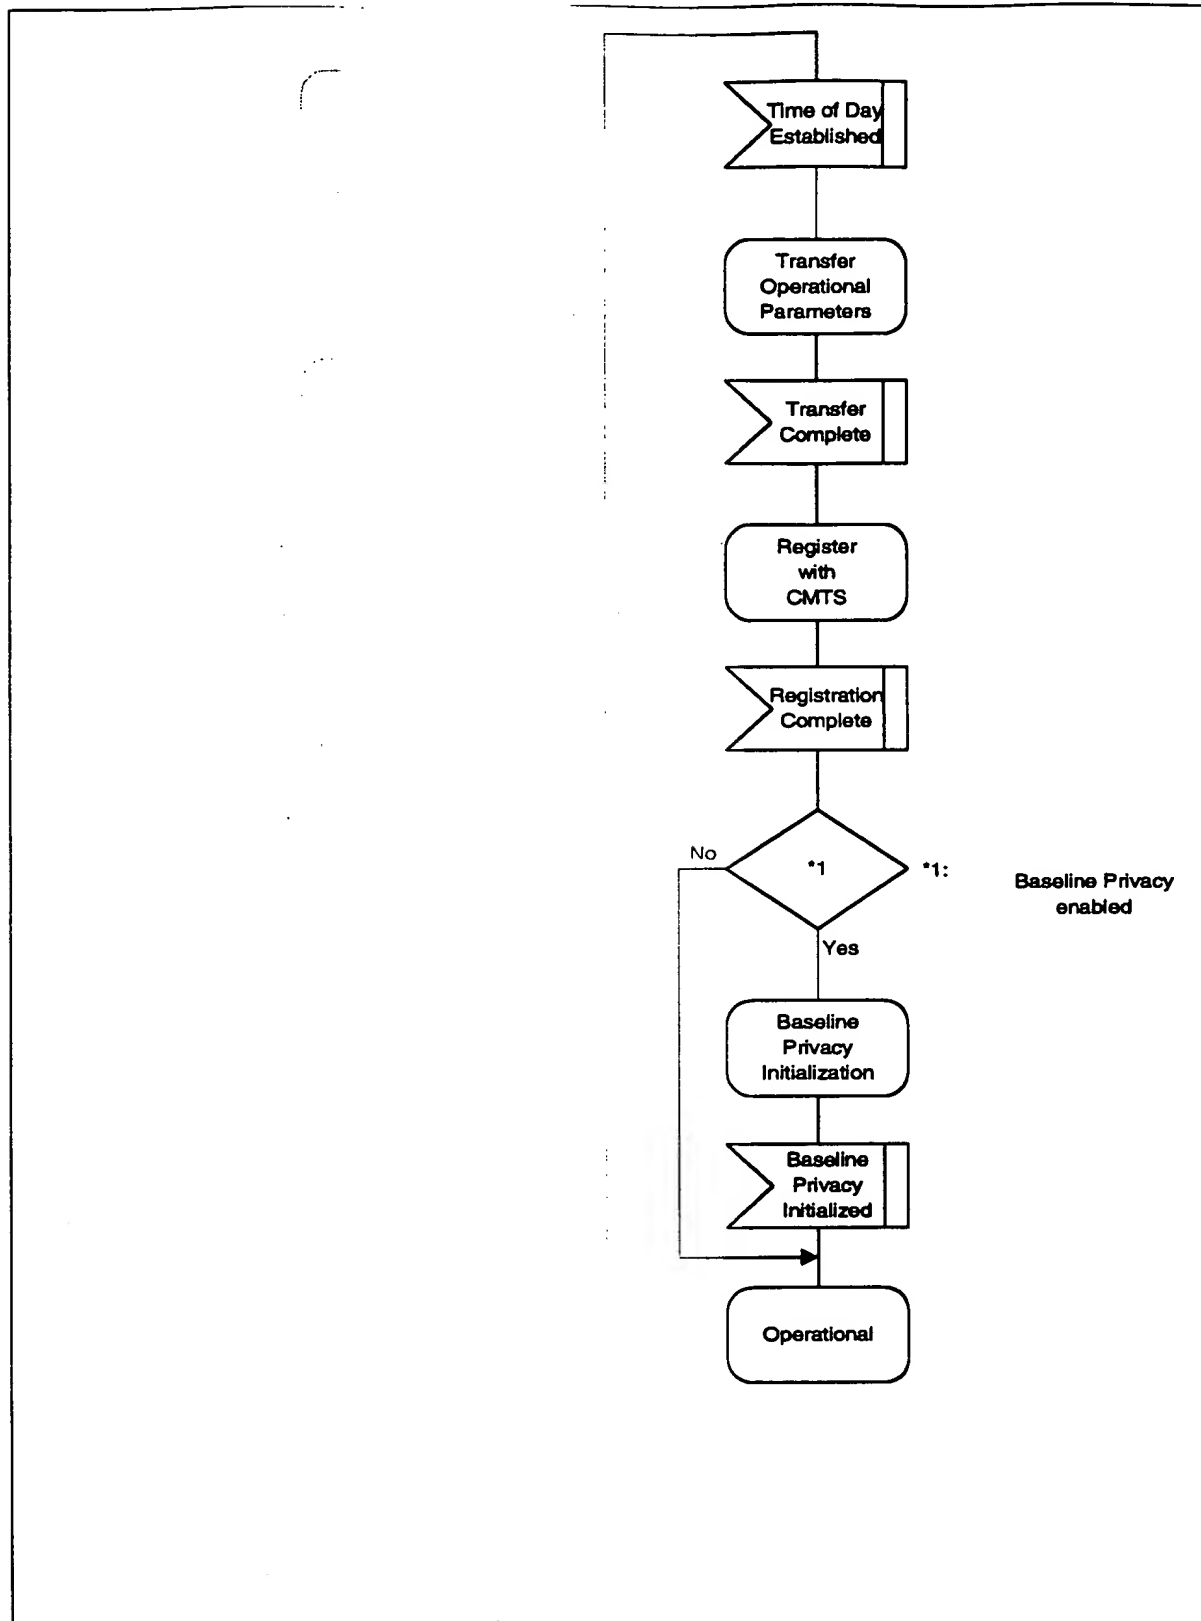 Time of Day
Established
Transfer
Operational
Parameters
Transfer
Complete
Register
with
CMTS
Registration
Complete
No
*1
*1:
Baseline Privacy
enabled
Yes
Baseline
Privacy
Initialization
Baseline
Privacy
Initialized
Operational